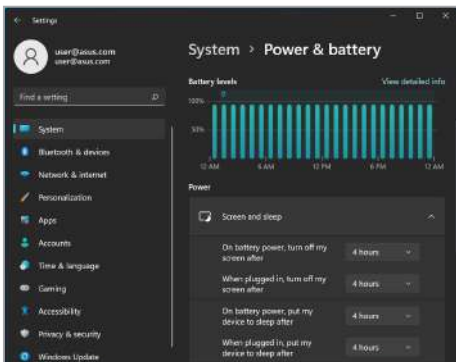 Settings
user@asus.com
user@asus.com
Find a setting
System
Bluetooth & devices
Network & internet
Personalization
Apps
Accounts
Time & language
Gaming
Accessibility
Privacy & security
Windows Update
System > Power & battery
Battery levels
View detailed info
100%
50%
12 AM
6 AM
12 PM
6 PM
12 AM
Power
Screen and sleep
On battery power, turn off my
screen after
4 hours
When plugged in, turn off my
screen after
4 hours
On battery power, put my
device to sleep after
4 hours
When plugged in, put my
device to sleep after
4 hours